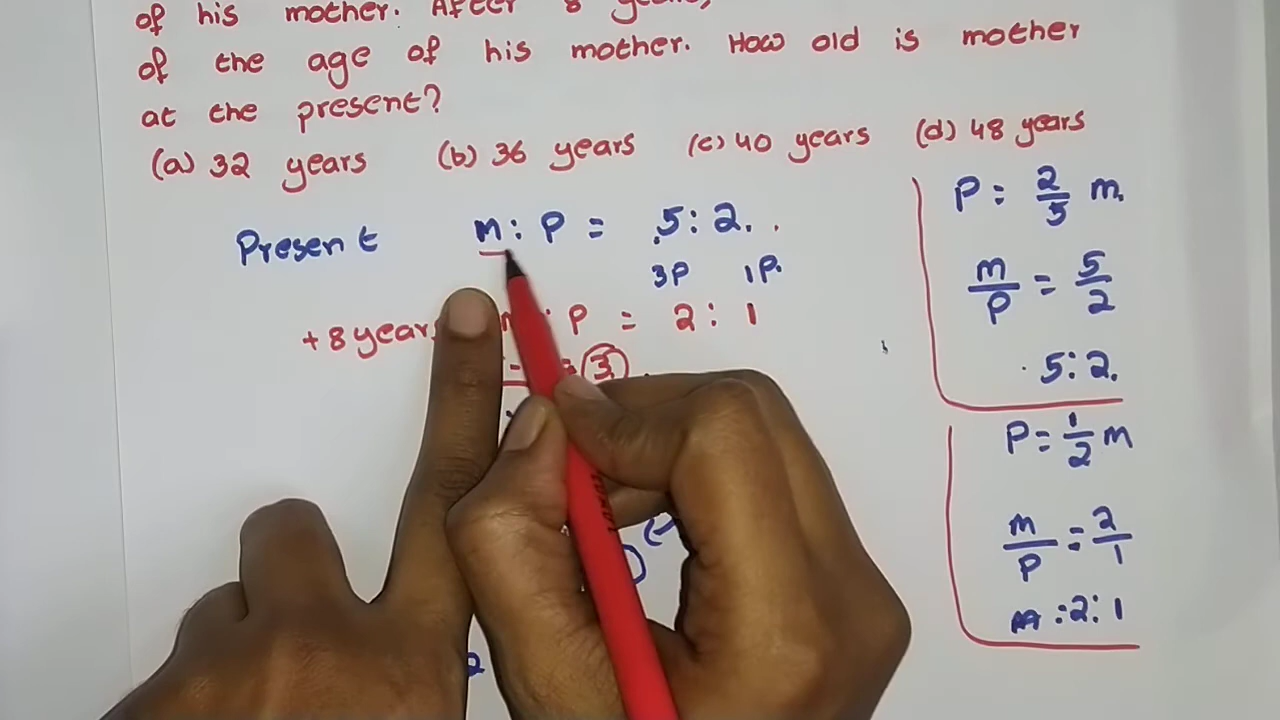 of his mother. After 8 years,
of the age of his mother. How old is mother
at the present?
(a) 32 years (b) 36 years (c) 40 years (d) 48 years
Present m : P = 5 : 2.
3P 1P.
+ 8 years : P = 2 : 1
3
2
P = 2/5 m.
m/P = 5/2
5 : 2.
P = 1/2 m
m/P = 2/1
m : 2 : 1